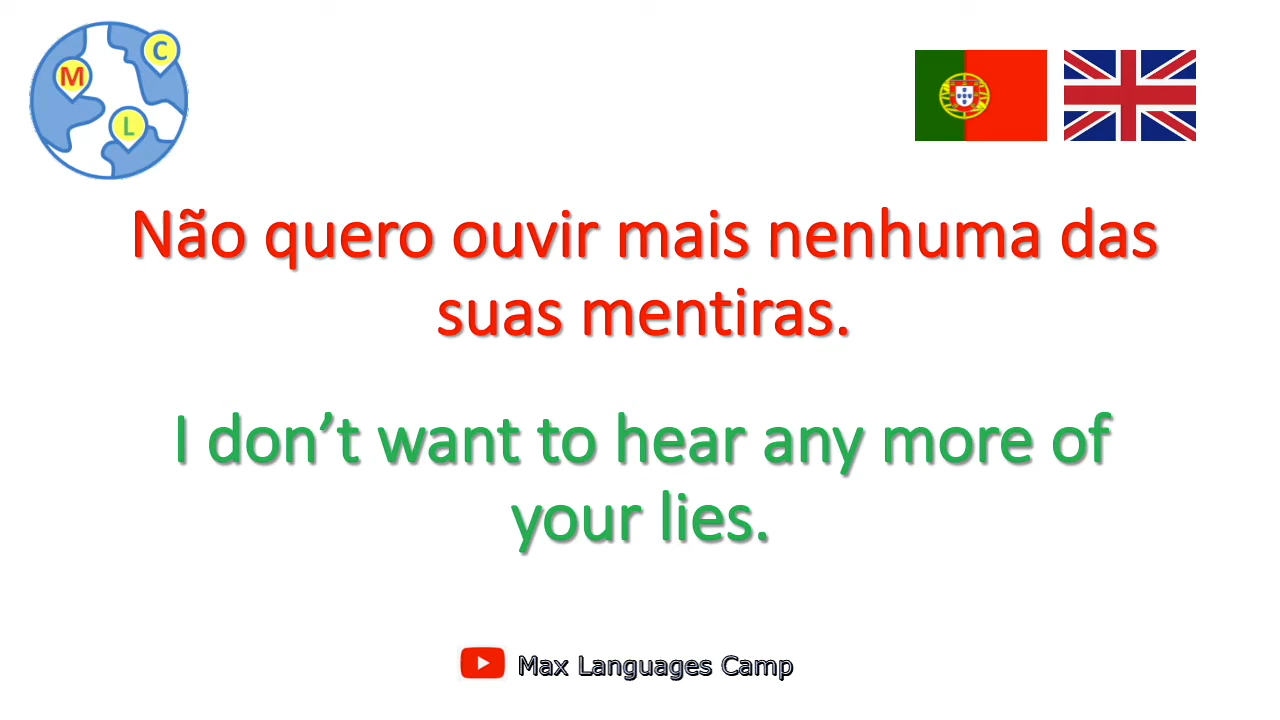 M
C
L
Não quero ouvir mais nenhuma das
suas mentiras.
I don’t want to hear any more of
your lies.
Max Languages Camp